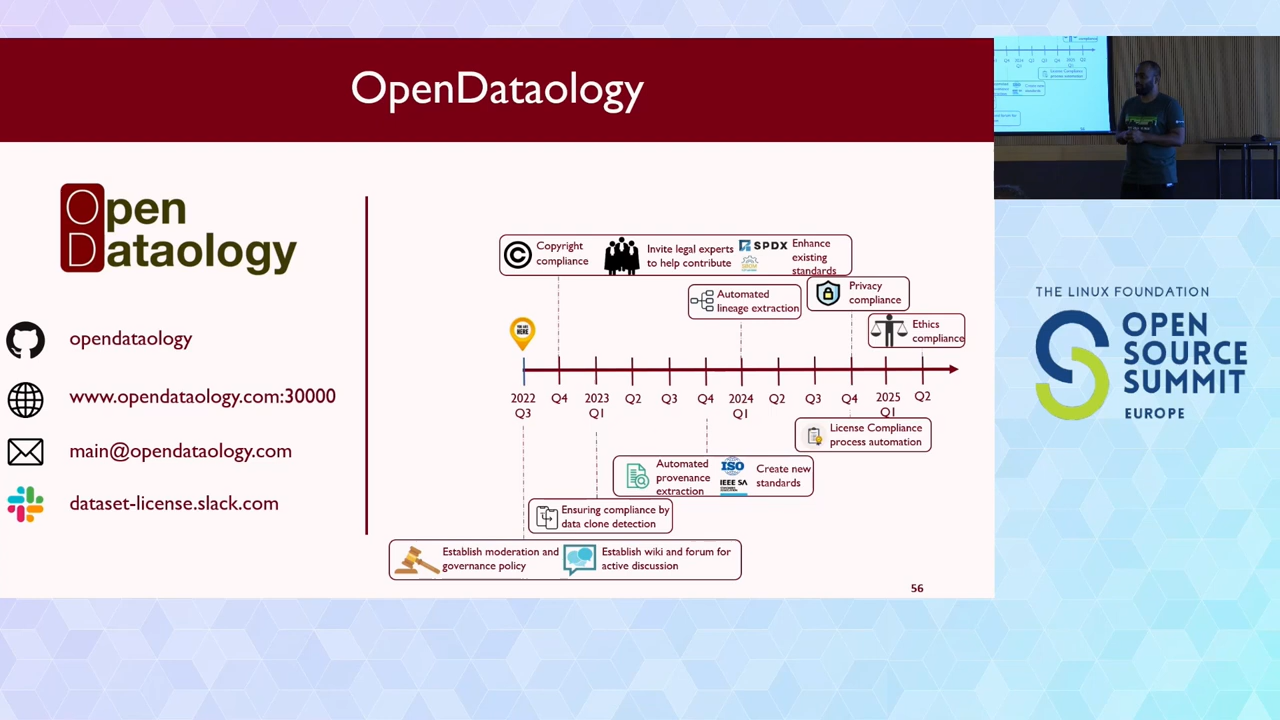 OpenDataology
Open
Dataology
opendataology
www.opendataology.com:30000
main@opendataology.com
dataset-license.slack.com
Copyright
compliance
Invite legal experts
to help contribute
SPDX
Enhance
existing
standards
Automated
lineage extraction
Privacy
compliance
Ethics
compliance
YOU ARE
HERE
2022
Q3
Q4
2023
Q1
Q2
Q3
Q4
2024
Q1
Q2
Q3
Q4
2025
Q1
Q2
License Compliance
process automation
Automated
provenance
extraction
ISO
IEEE SA
Create new
standards
Ensuring compliance by
data clone detection
Establish moderation and
governance policy
Establish wiki and forum for
active discussion
56
THE LINUX FOUNDATION
OPEN
SOURCE
SUMMIT
EUROPE